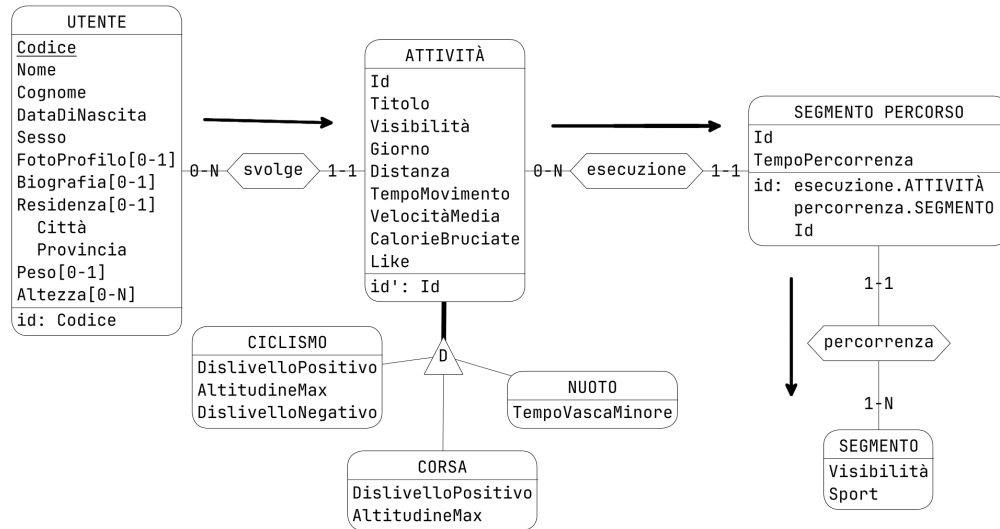 UTENTE
Codice
Nome
Cognome
DataDiNascita
Sesso
FotoProfilo[0-1]
Biografia[0-1]
Residenza[0-1]
Città
Provincia
Peso[0-1]
Altezza[0-N]
id: Codice
0-N
svolge
1-1
ATTIVITÀ
Id
Titolo
Visibilità
Giorno
Distanza
TempoMovimento
VelocitàMedia
CalorieBruciate
Like
id': Id
0-N
esecuzione
1-1
SEGMENTO PERCORSO
Id
TempoPercorrenza
id: esecuzione.ATTIVITÀ
percorrenza.SEGMENTO
Id
1-1
percorrenza
1-N
SEGMENTO
Visibilità
Sport
D
CICLISMO
DislivelloPositivo
AltitudineMax
DislivelloNegativo
NUOTO
TempoVascaMinore
CORSA
DislivelloPositivo
AltitudineMax